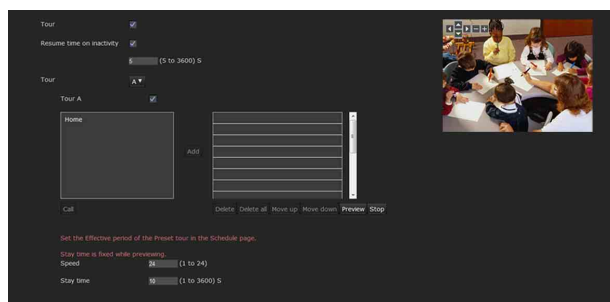 Tour
Resume time on inactivity
5 (5 to 3600) S
Tour A
Tour A
Home
Add
Call
Delete Delete all Move up Move down Preview Stop
Set the Effective period of the Preset tour in the Schedule page.
Stay time is fixed while previewing.
Speed 24 (1 to 24)
Stay time 10 (1 to 3600) S